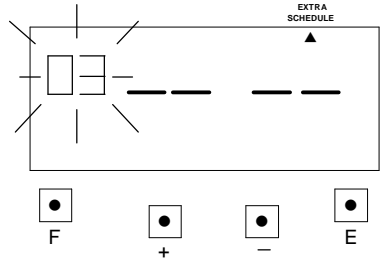 EXTRA
SCHEDULE
03 -- --
F + − E